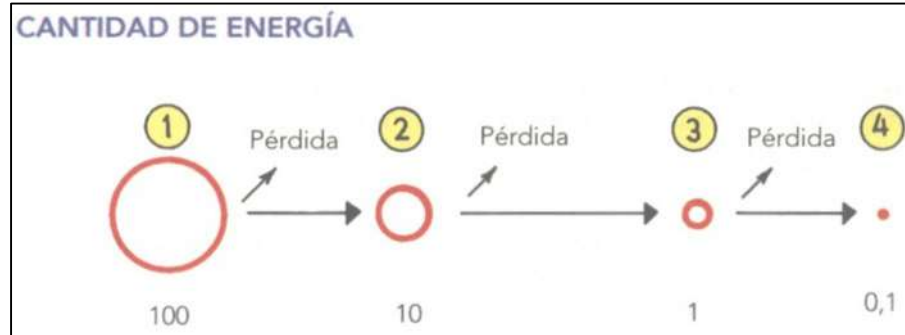 CANTIDAD DE ENERGÍA
1 Pérdida 2 Pérdida 3 Pérdida 4
100 10 1 0,1